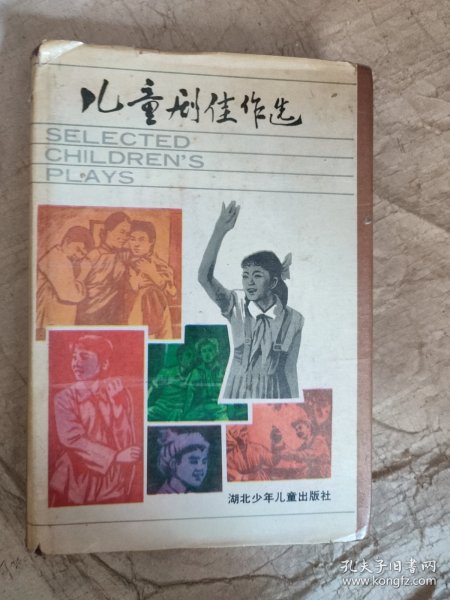 儿童剧佳作选
SELECTED
CHILDREN'S
PLAYS
湖北少年儿童出版社
孔夫子旧书网
www.kongfz.com